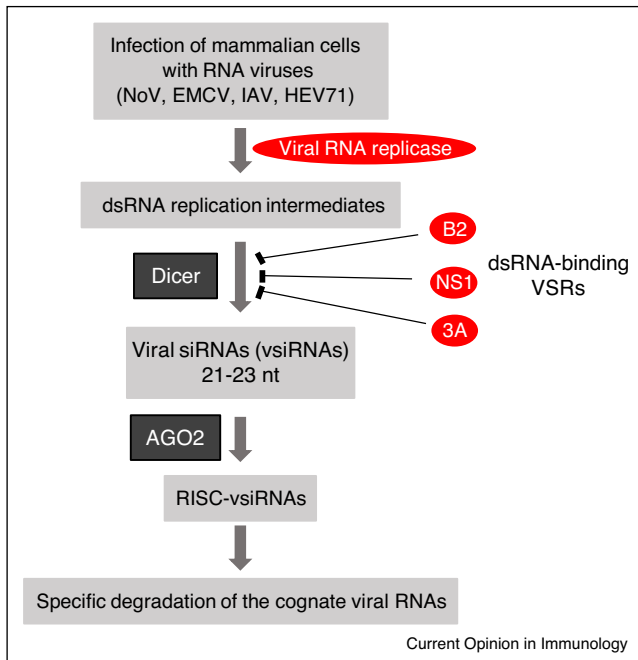 Infection of mammalian cells
with RNA viruses
(NoV, EMCV, IAV, HEV71)
Viral RNA replicase
dsRNA replication intermediates
B2
Dicer
NS1
dsRNA-binding
VSRs
3A
Viral siRNAs (vsiRNAs)
21-23 nt
AGO2
RISC-vsiRNAs
Specific degradation of the cognate viral RNAs
Current Opinion in Immunology